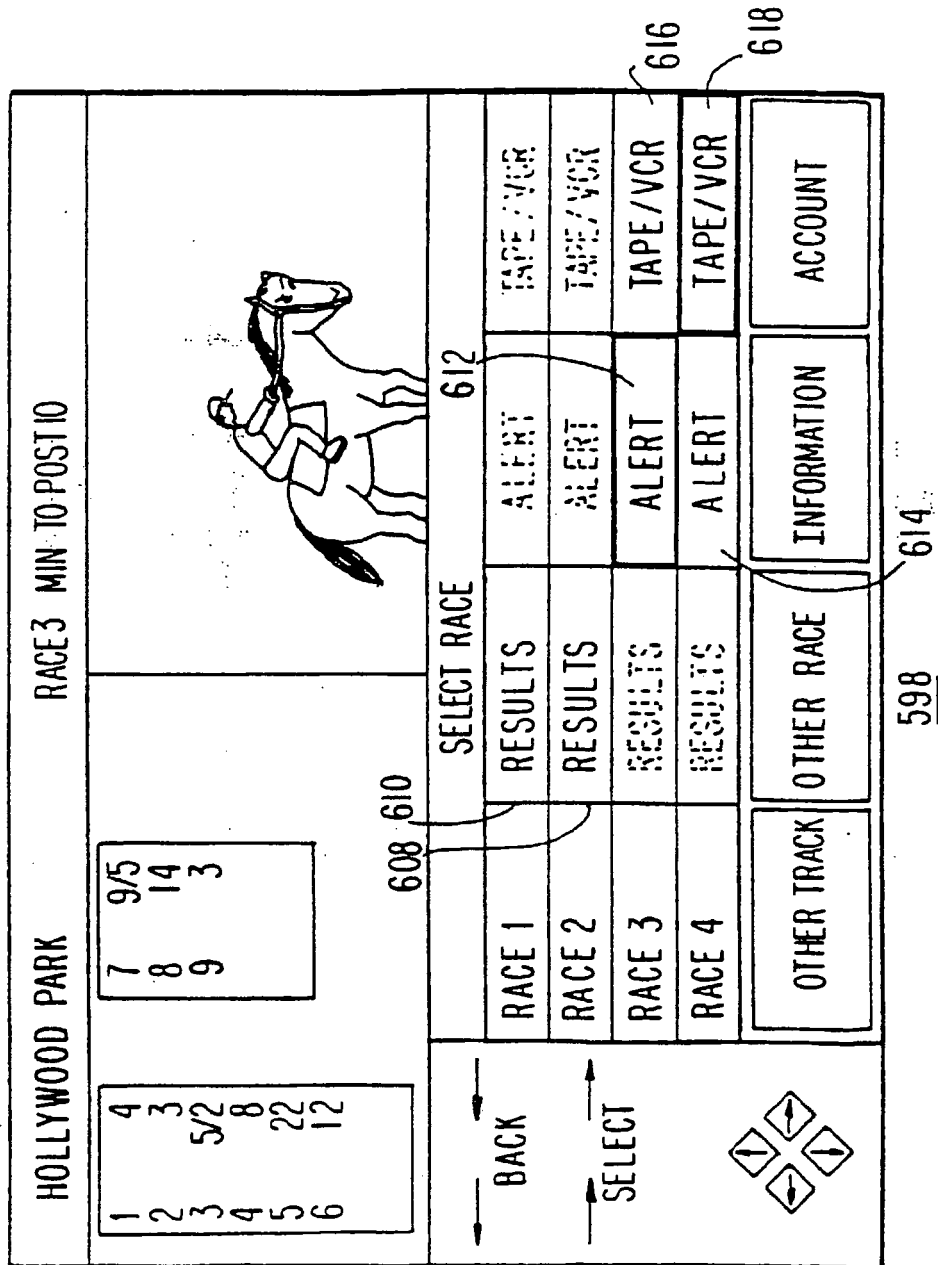 HOLLYWOOD PARK RACE3 MIN-TO-POST 10
1 4
2 3
3 5/2
4 8
5 22
6 12
7 9/5
8 14
9 3
BACK
SELECT
SELECT RACE
RACE 1 RESULTS ALERT TAPE/VCR
RACE 2 RESULTS ALERT TAPE/VCR
RACE 3 RESULTS ALERT TAPE/VCR
RACE 4 RESULTS ALERT TAPE/VCR
OTHER TRACK OTHER RACE INFORMATION ACCOUNT
608
610
612
614
616
618
598